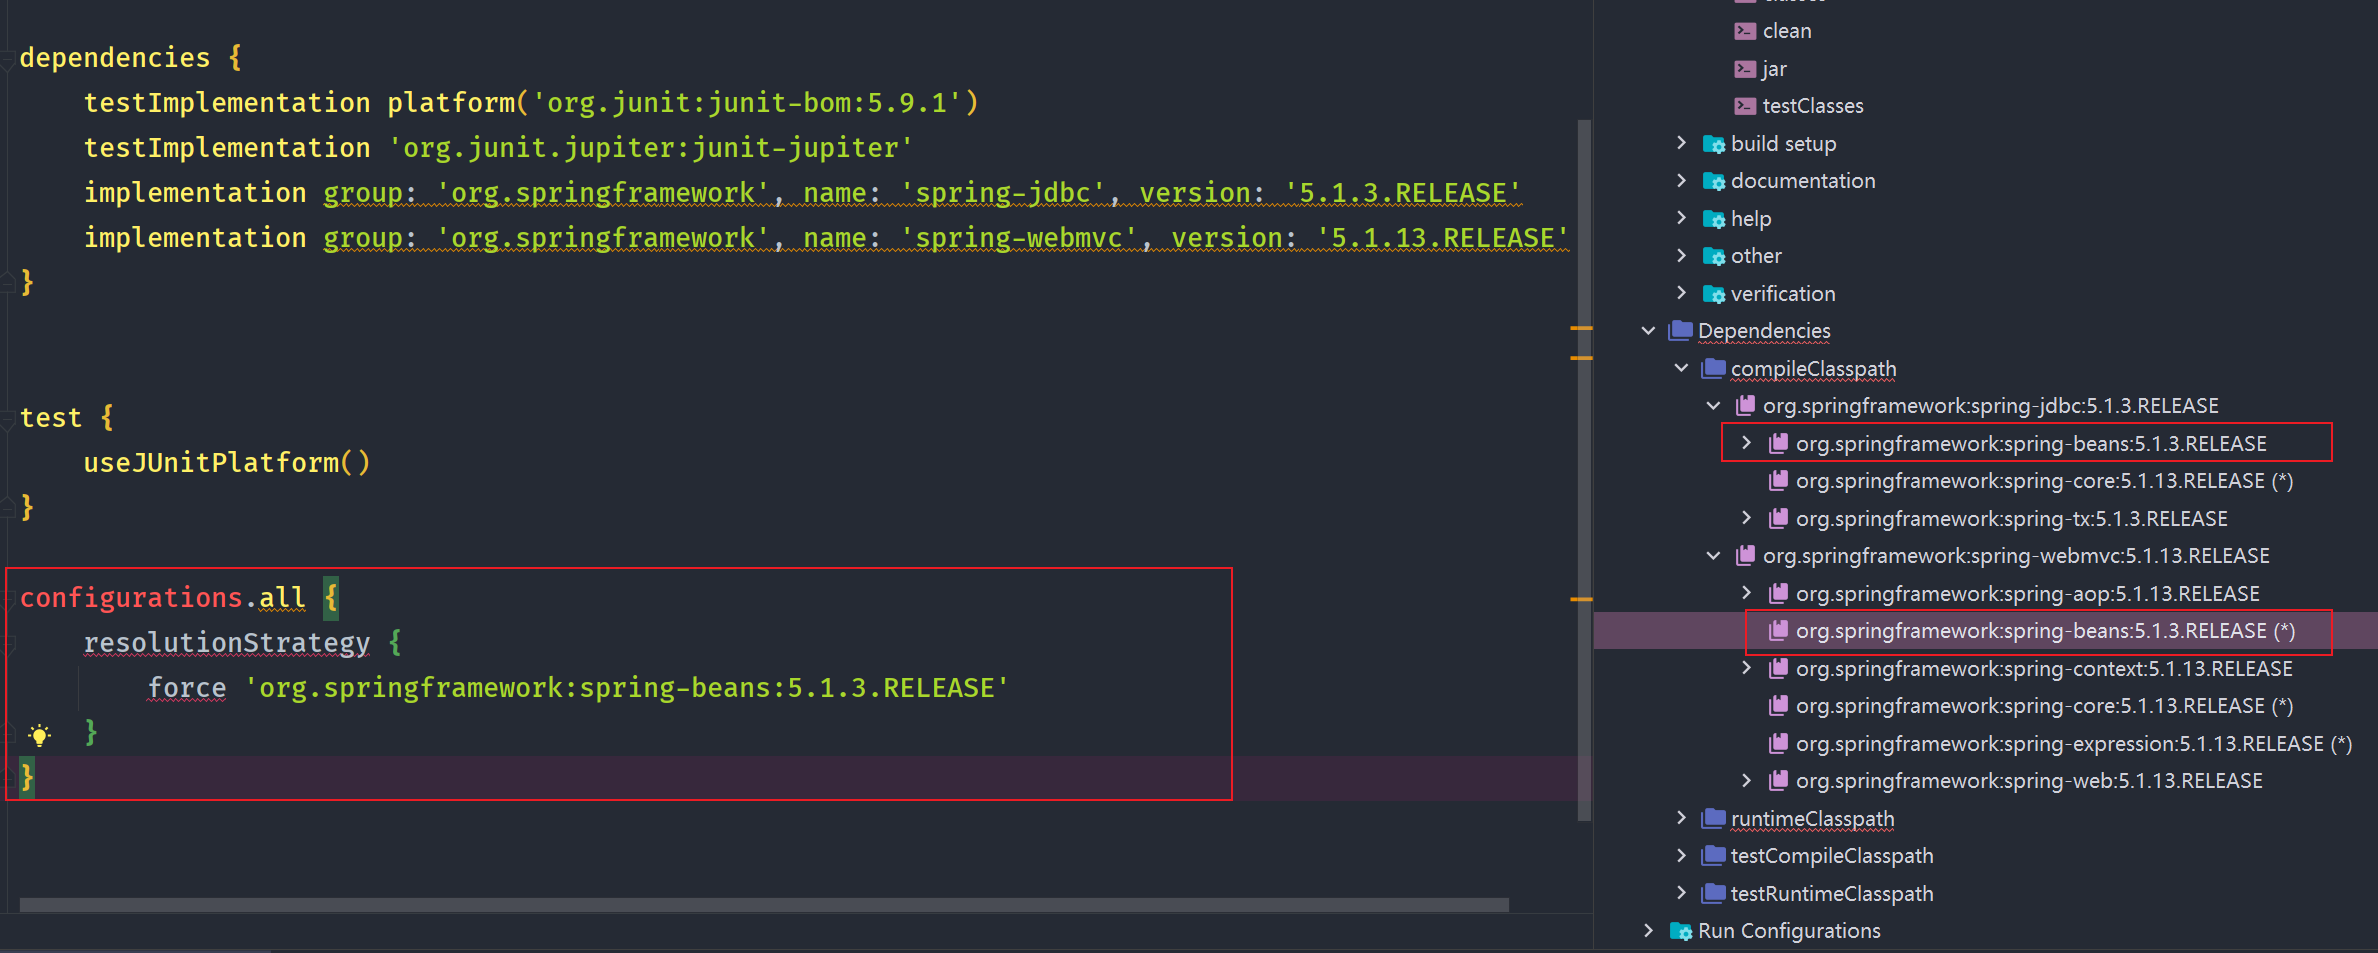 dependencies {
testImplementation platform('org.junit:junit-bom:5.9.1')
testImplementation 'org.junit.jupiter:junit-jupiter'
implementation group: 'org.springframework', name: 'spring-jdbc', version: '5.1.3.RELEASE'
implementation group: 'org.springframework', name: 'spring-webmvc', version: '5.1.13.RELEASE'
}
test {
useJUnitPlatform()
}
configurations.all {
resolutionStrategy {
force 'org.springframework:spring-beans:5.1.3.RELEASE'
}
}
clean
jar
testClasses
build setup
documentation
help
other
verification
Dependencies
compileClasspath
org.springframework:spring-jdbc:5.1.3.RELEASE
org.springframework:spring-beans:5.1.3.RELEASE
org.springframework:spring-core:5.1.13.RELEASE (*)
org.springframework:spring-tx:5.1.3.RELEASE
org.springframework:spring-webmvc:5.1.13.RELEASE
org.springframework:spring-aop:5.1.13.RELEASE
org.springframework:spring-beans:5.1.3.RELEASE (*)
org.springframework:spring-context:5.1.13.RELEASE
org.springframework:spring-core:5.1.13.RELEASE (*)
org.springframework:spring-expression:5.1.13.RELEASE (*)
org.springframework:spring-web:5.1.13.RELEASE
runtimeClasspath
testCompileClasspath
testRuntimeClasspath
Run Configurations